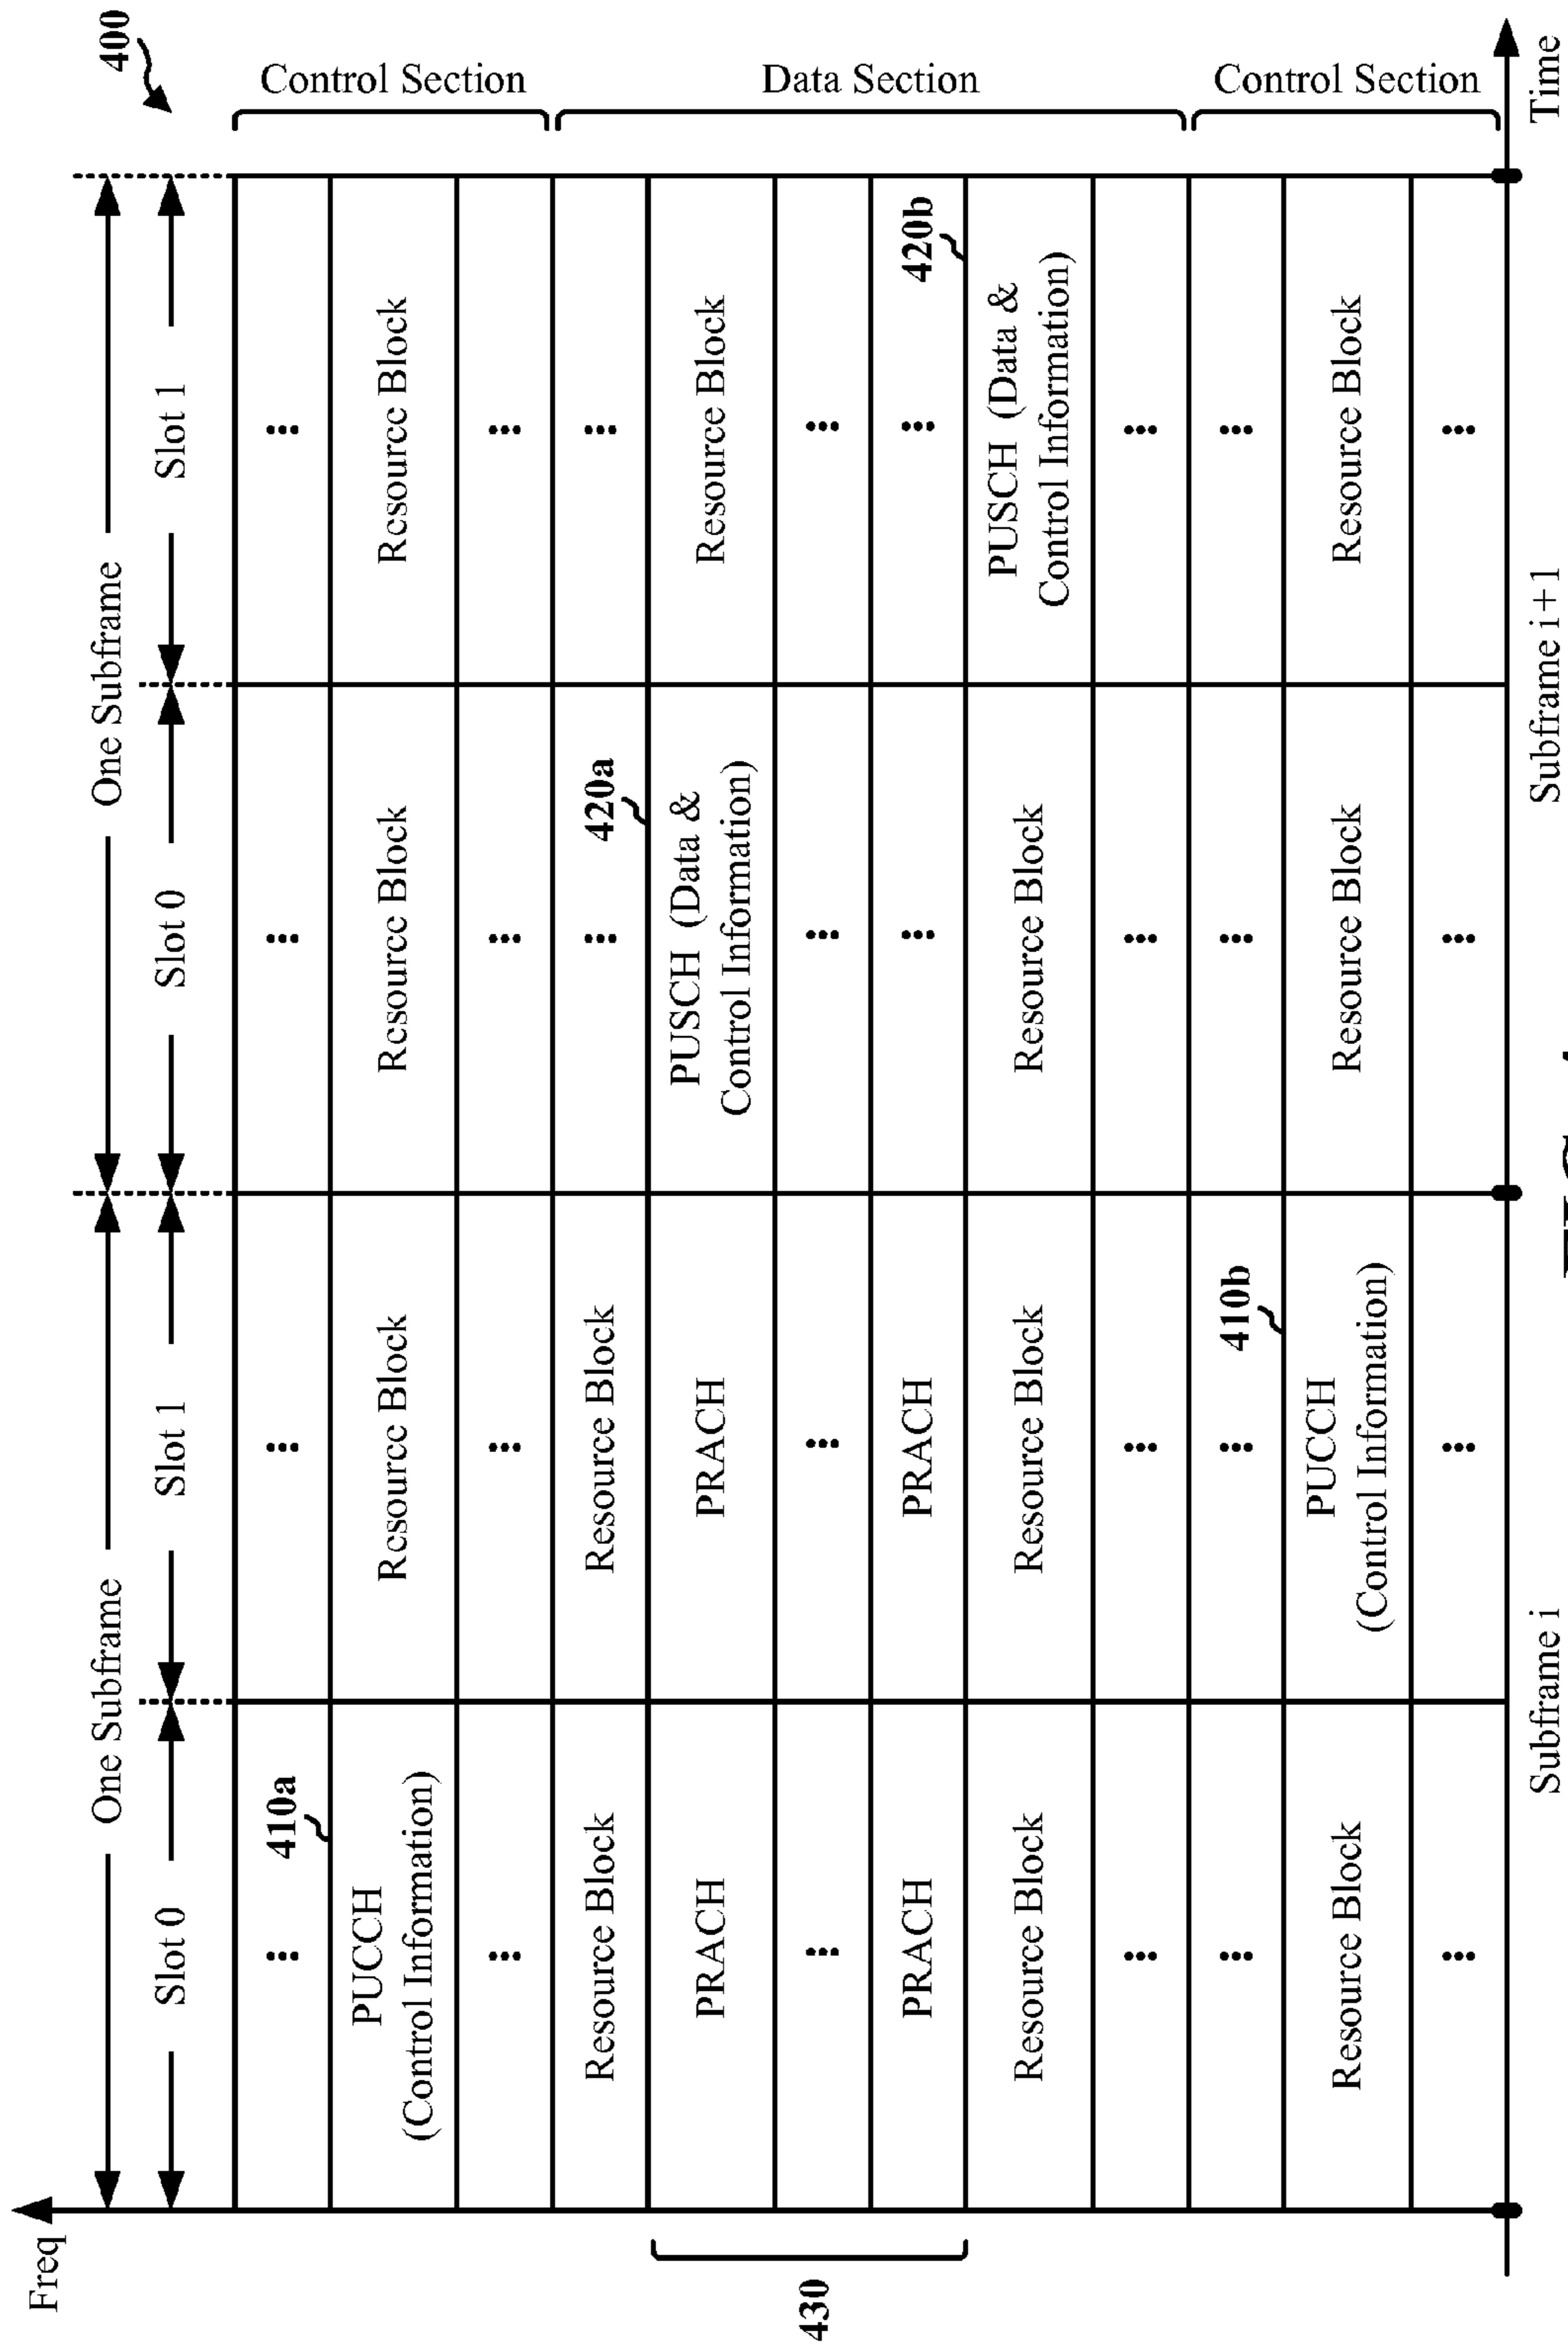 Freq
One Subframe
One Subframe
400
Slot 0
Slot 1
Slot 0
Slot 1
410a
PUCCH
(Control Information)
Resource Block
Resource Block
Resource Block
Control Section
Resource Block
Resource Block
420a
PRACH
PRACH
PUSCH (Data &
Control Information)
Resource Block
430
Data Section
PRACH
PRACH
420b
Resource Block
Resource Block
Resource Block
PUSCH (Data &
Control Information)
410b
Resource Block
PUCCH
(Control Information)
Resource Block
Resource Block
Control Section
Subframe i
Subframe i + 1
Time